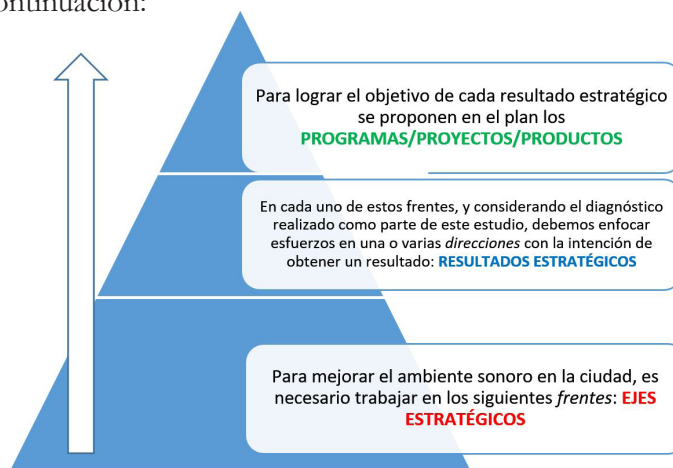 ontinuación:
Para lograr el objetivo de cada resultado estratégico
se proponen en el plan los
PROGRAMAS/PROYECTOS/PRODUCTOS
En cada uno de estos frentes, y considerando el diagnóstico
realizado como parte de este estudio, debemos enfocar
esfuerzos en una o varias direcciones con la intención de
obtener un resultado: RESULTADOS ESTRATÉGICOS
Para mejorar el ambiente sonoro en la ciudad, es
necesario trabajar en los siguientes frentes: EJES
ESTRATÉGICOS